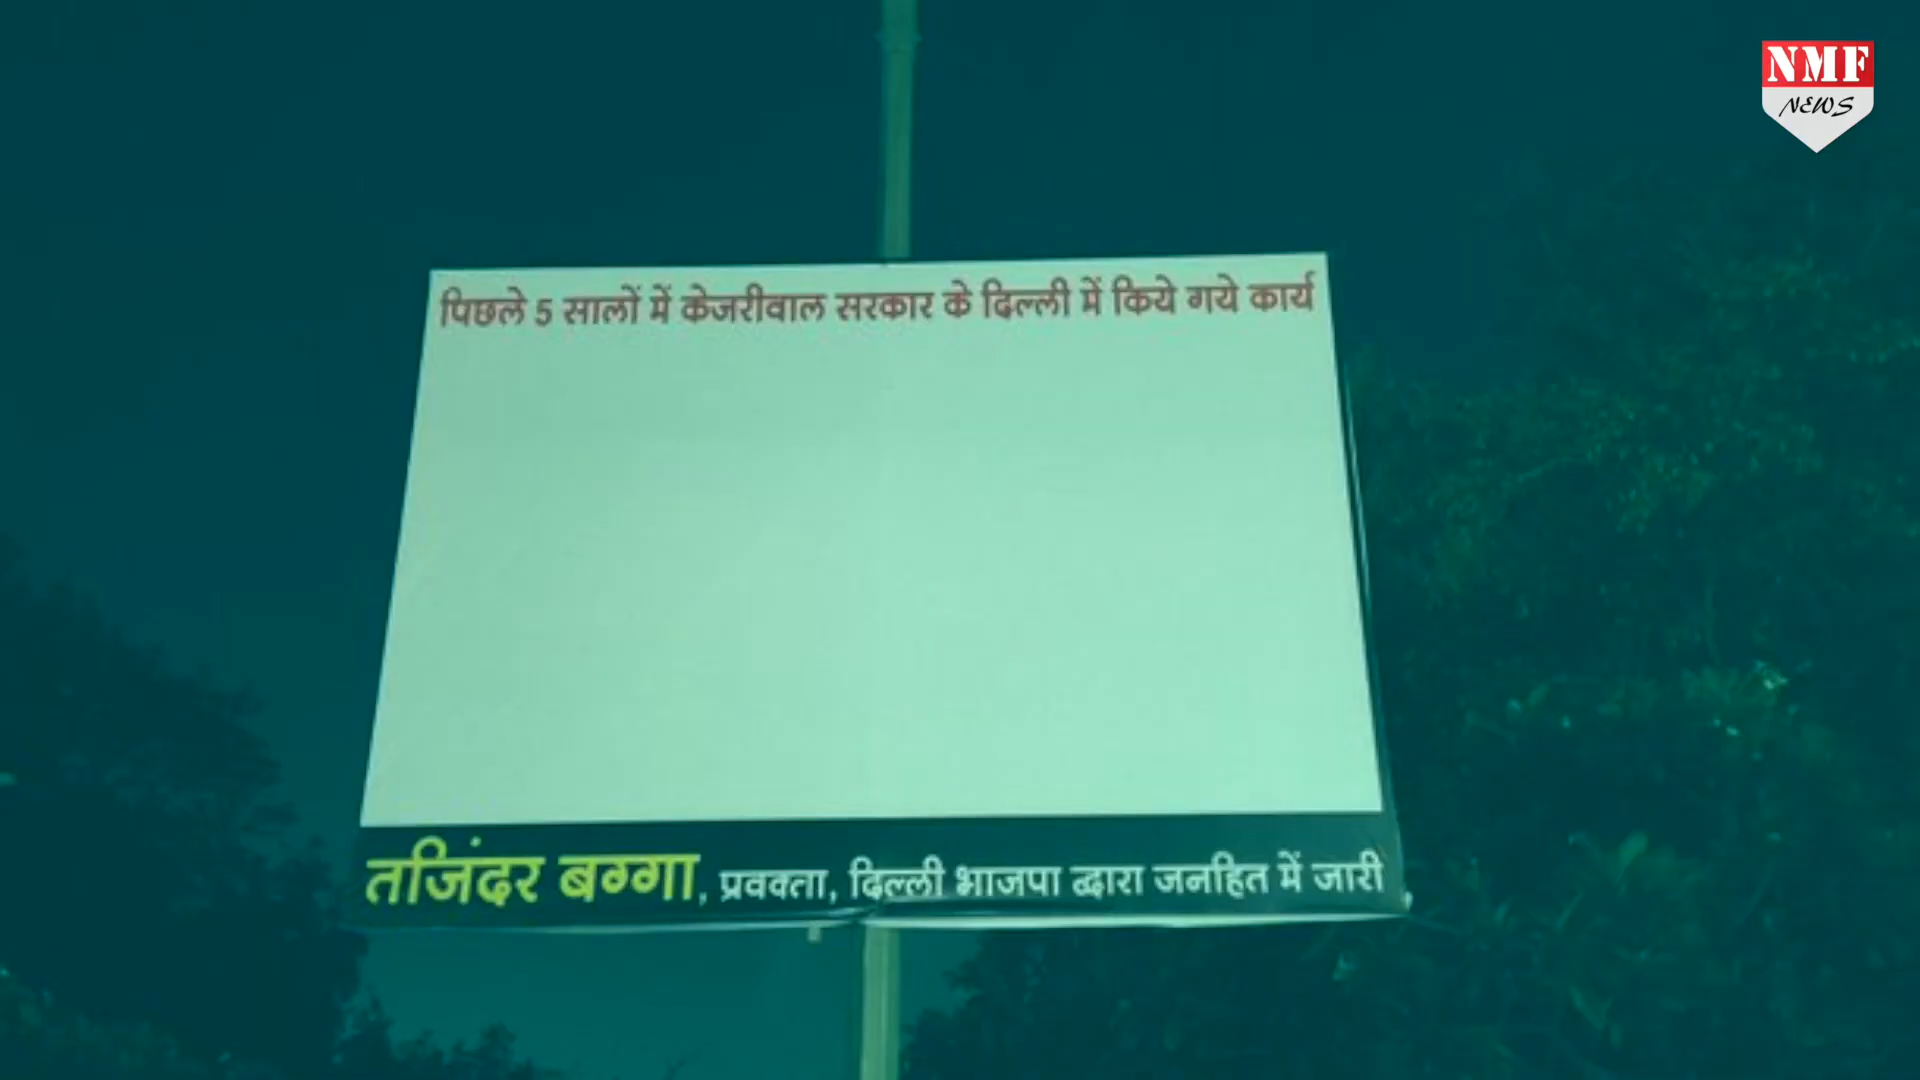 NMF
NEWS
पिछले 5 सालों में केजरीवाल सरकार के दिल्ली में किये गये कार्य
तजिंदर बग्गा, प्रवक्ता, दिल्ली भाजपा द्वारा जनहित में जारी